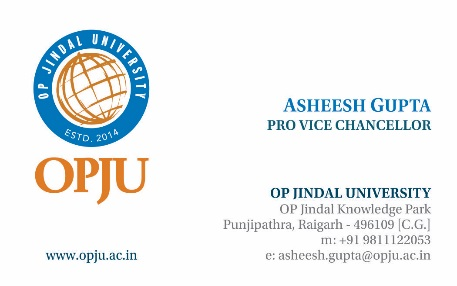 OP JINDAL UNIVERSITY
ESTD. 2014
OPJU
www.opju.ac.in
ASHEESH GUPTA
PRO VICE CHANCELLOR
OP JINDAL UNIVERSITY
OP Jindal Knowledge Park
Punjipathra, Raigarh - 496109 [C.G.]
m: +91 9811122053
e: asheesh.gupta@opju.ac.in